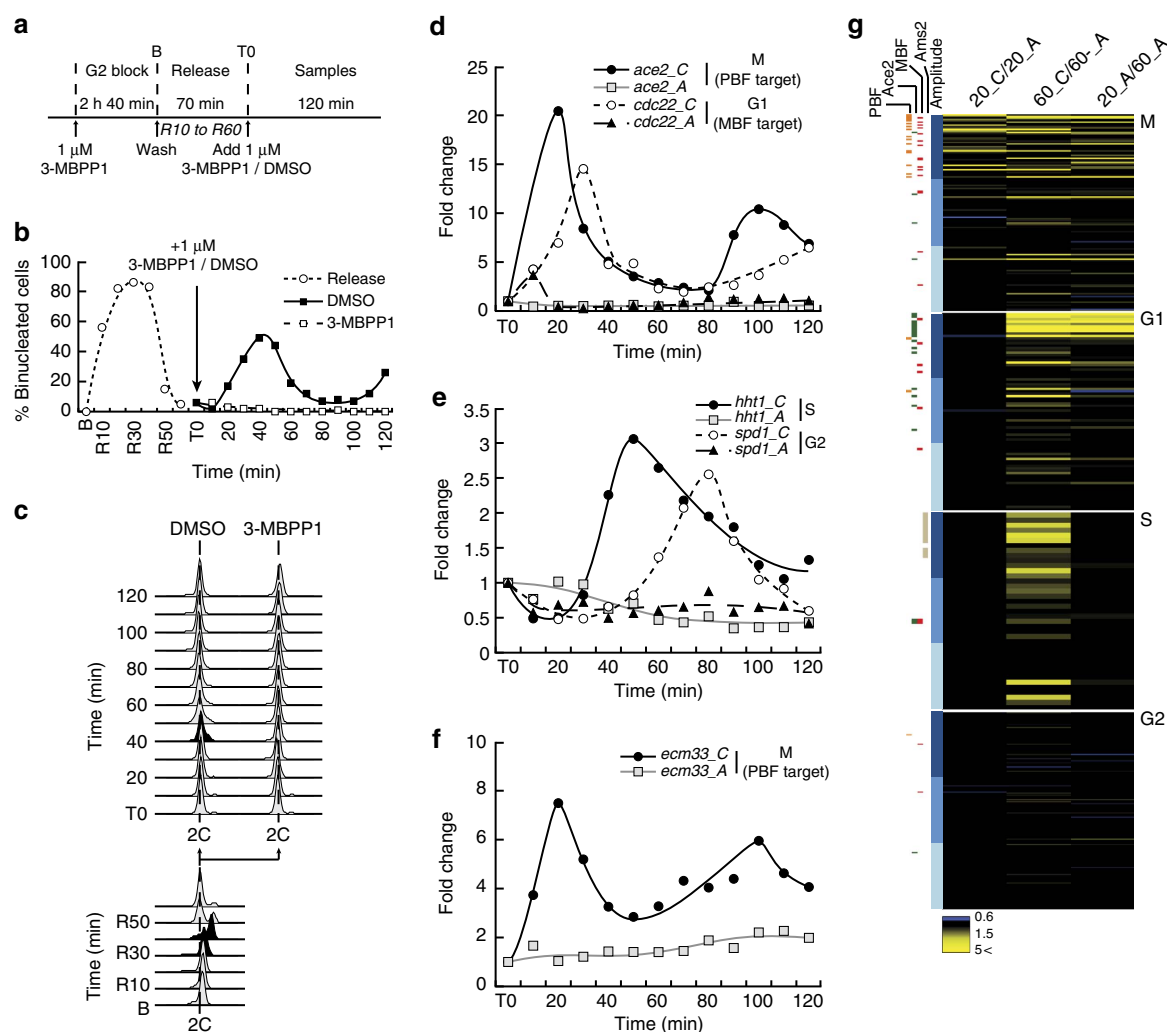 a
B
T0
G2 block
Release
Samples
2 h 40 min
70 min
120 min
R10 to R60
1 µM
3-MBPP1
Wash
Add 1 µM
3-MBPP1 / DMSO
b
+1 µM
3-MBPP1 / DMSO
Release
DMSO
3-MBPP1
% Binucleated cells
100
80
60
40
20
0
B
R10
R30
R50
T0
20
40
60
80
100
120
Time (min)
c
DMSO
3-MBPP1
120
100
80
60
40
20
T0
Time (min)
2C
2C
R50
R30
R10
B
Time (min)
2C
d
ace2_C
ace2_A
M
(PBF target)
cdc22_C
cdc22_A
G1
(MBF target)
Fold change
25
20
15
10
5
0
T0
20
40
60
80
100
120
Time (min)
e
hht1_C
hht1_A
S
spd1_C
spd1_A
G2
Fold change
3.5
3
2.5
2
1.5
1
0.5
0
T0
20
40
60
80
100
120
Time (min)
f
ecm33_C
ecm33_A
M
(PBF target)
Fold change
10
8
6
4
2
0
T0
20
40
60
80
100
120
Time (min)
g
PBF
Ace2
MBF
Ams2
Amplitude
20_C/20_A
60_C/60-_A
20_A/60_A
M
G1
S
G2
0.6
1.5
5<